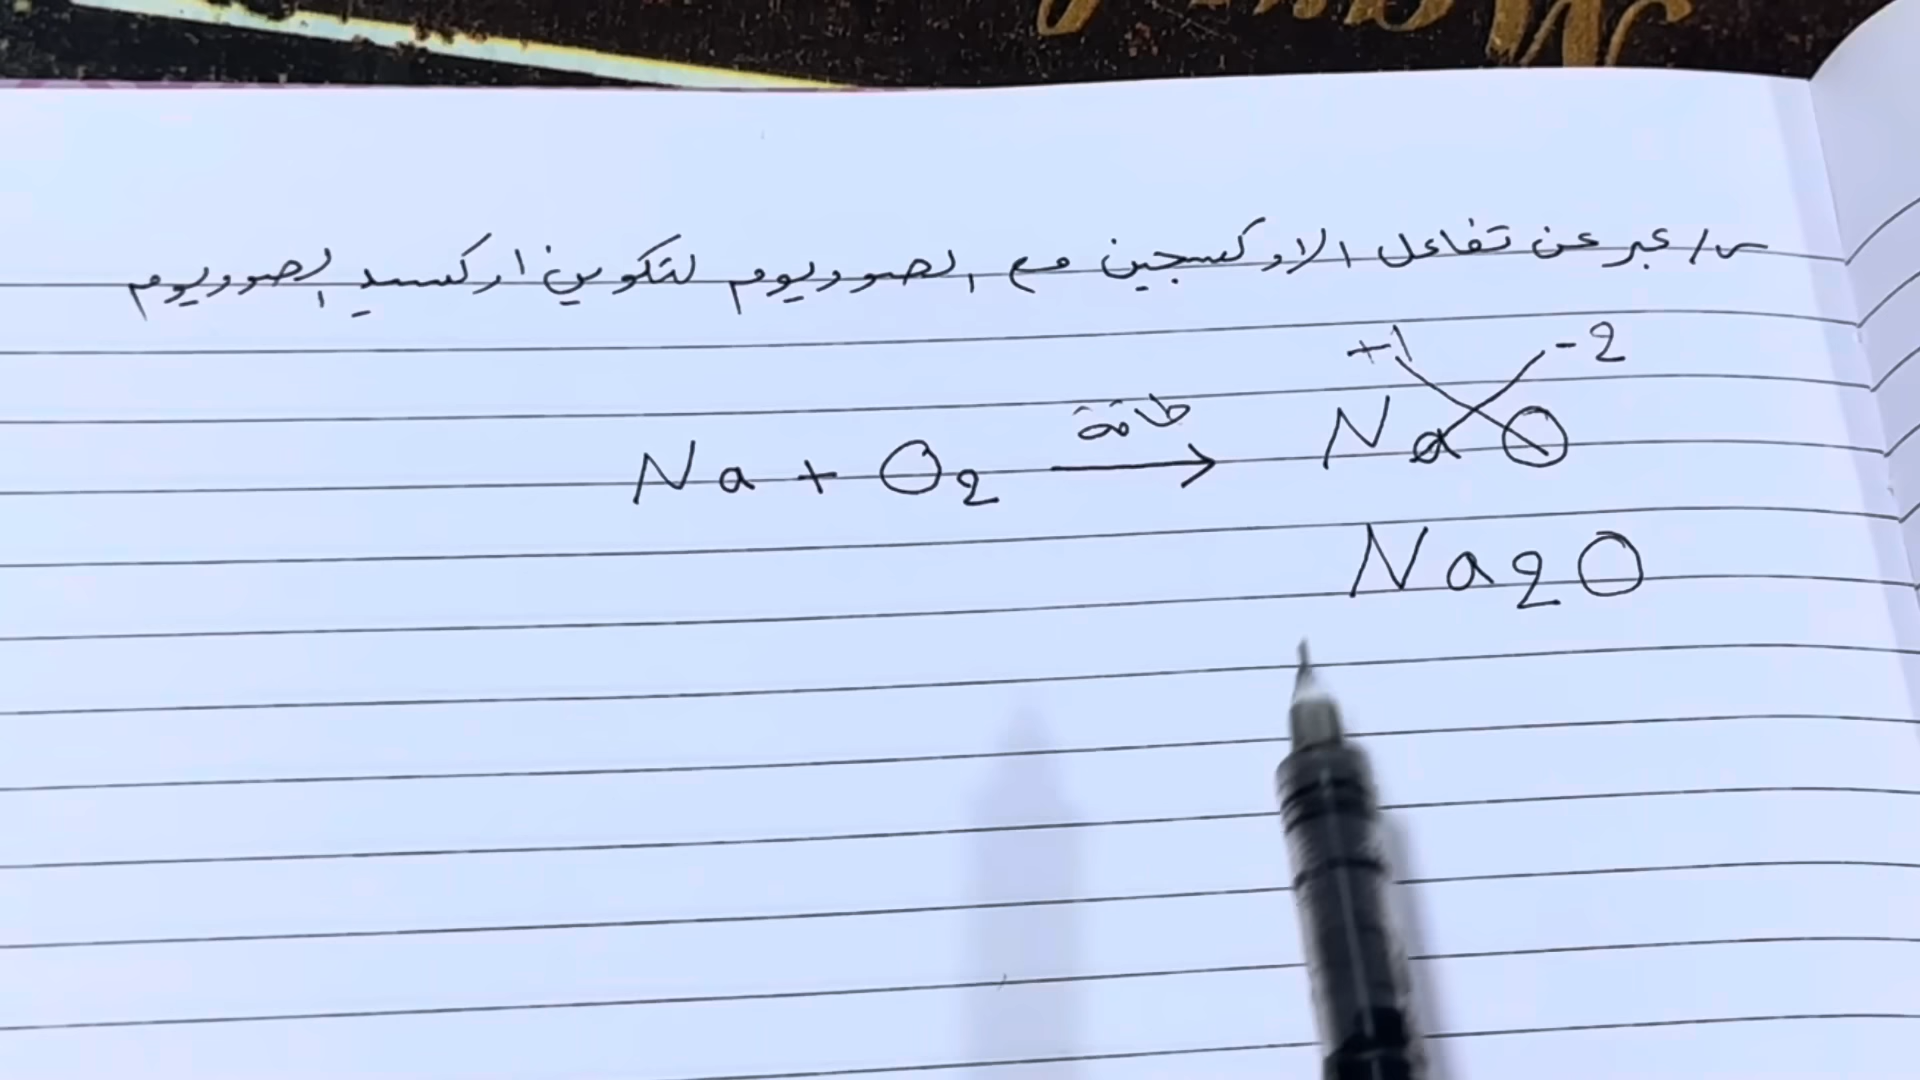 س/ عبر عن تفاعل الاوكسجين مع الصوديوم لتكوين اوكسيد الصوديوم
+1 -2
Na + O2 طاقة → Na O
Na2O